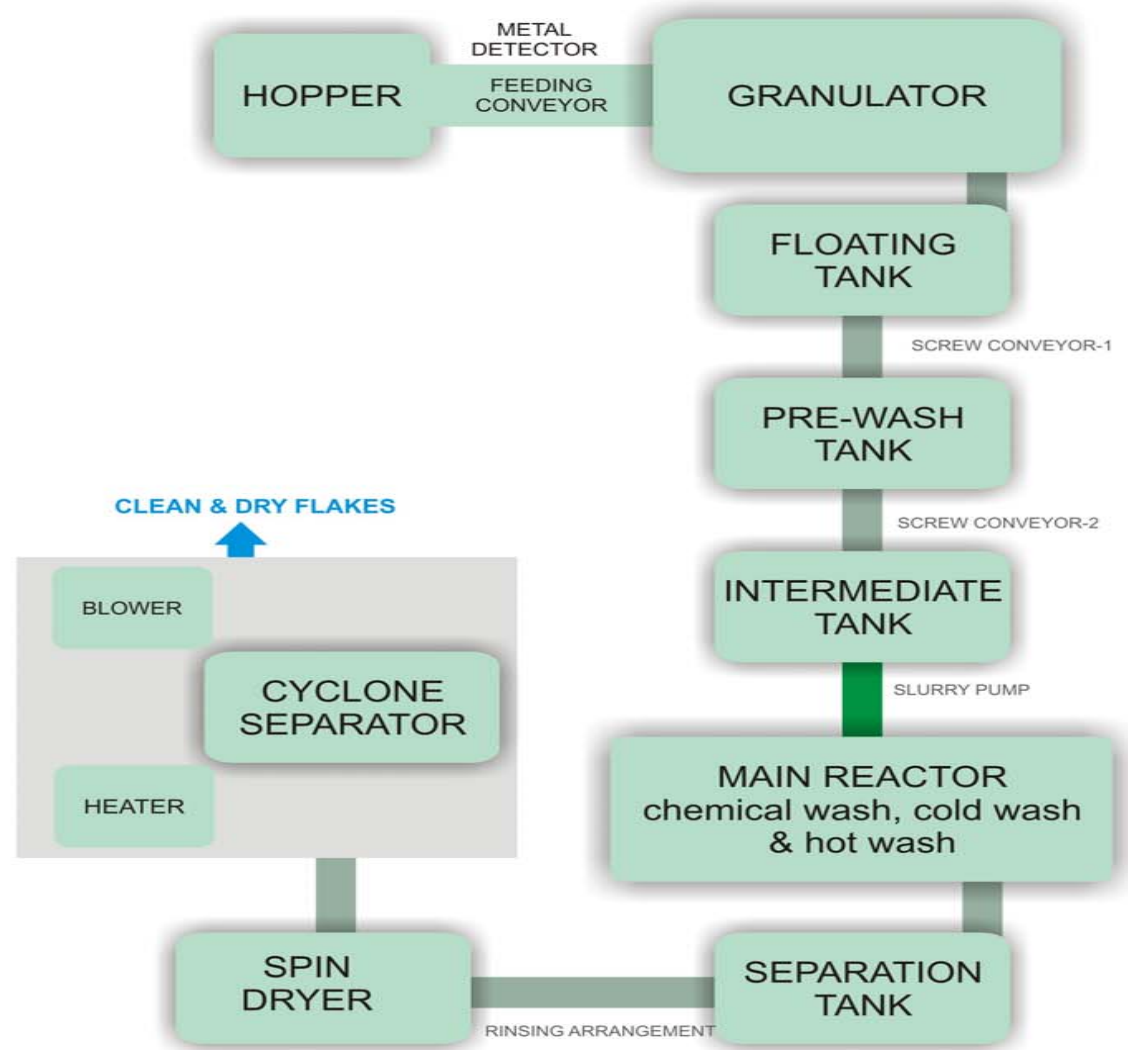 METAL
DETECTOR
HOPPER
FEEDING
CONVEYOR
GRANULATOR
FLOATING
TANK
SCREW CONVEYOR-1
PRE-WASH
TANK
SCREW CONVEYOR-2
INTERMEDIATE
TANK
SLURRY PUMP
MAIN REACTOR
chemical wash, cold wash
& hot wash
SEPARATION
TANK
RINSING ARRANGEMENT
SPIN
DRYER
HEATER
CYCLONE
SEPARATOR
BLOWER
CLEAN & DRY FLAKES